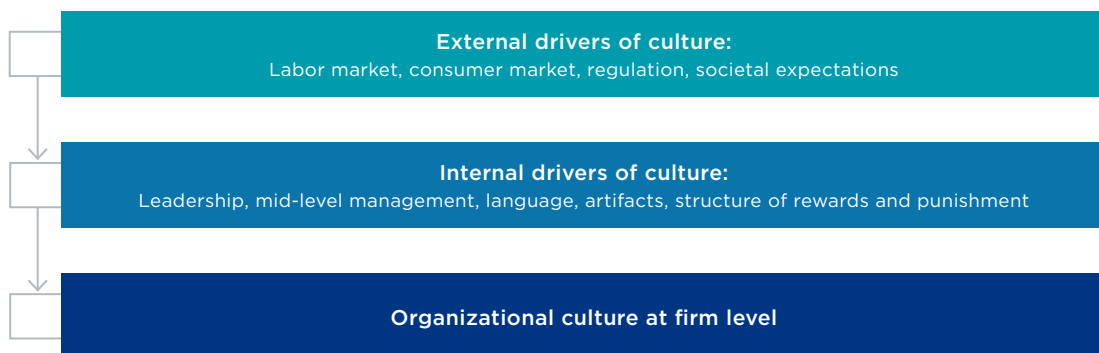 External drivers of culture:
Labor market, consumer market, regulation, societal expectations
Internal drivers of culture:
Leadership, mid-level management, language, artifacts, structure of rewards and punishment
Organizational culture at firm level